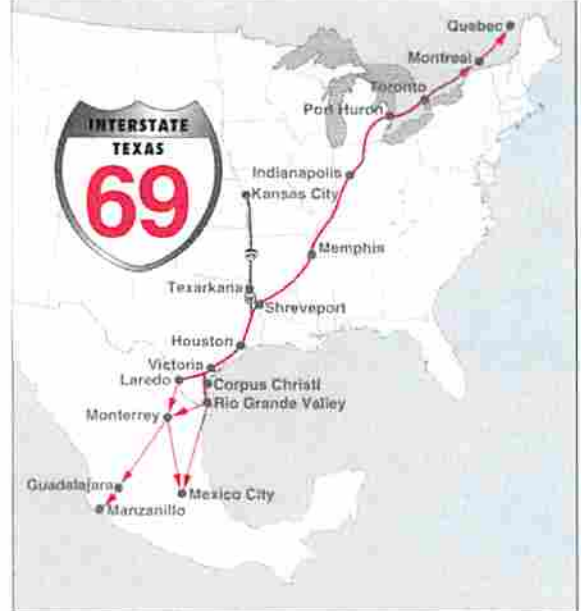 Quebec
Montreal
Toronto
Port Huron
INTERSTATE
TEXAS
69
Indianapolis
Kansas City
Memphis
Texarkana
Shreveport
Houston
Victoria
Laredo
Corpus Christi
Rio Grande Valley
Monterrey
Guadalajara
Mexico City
Manzanillo